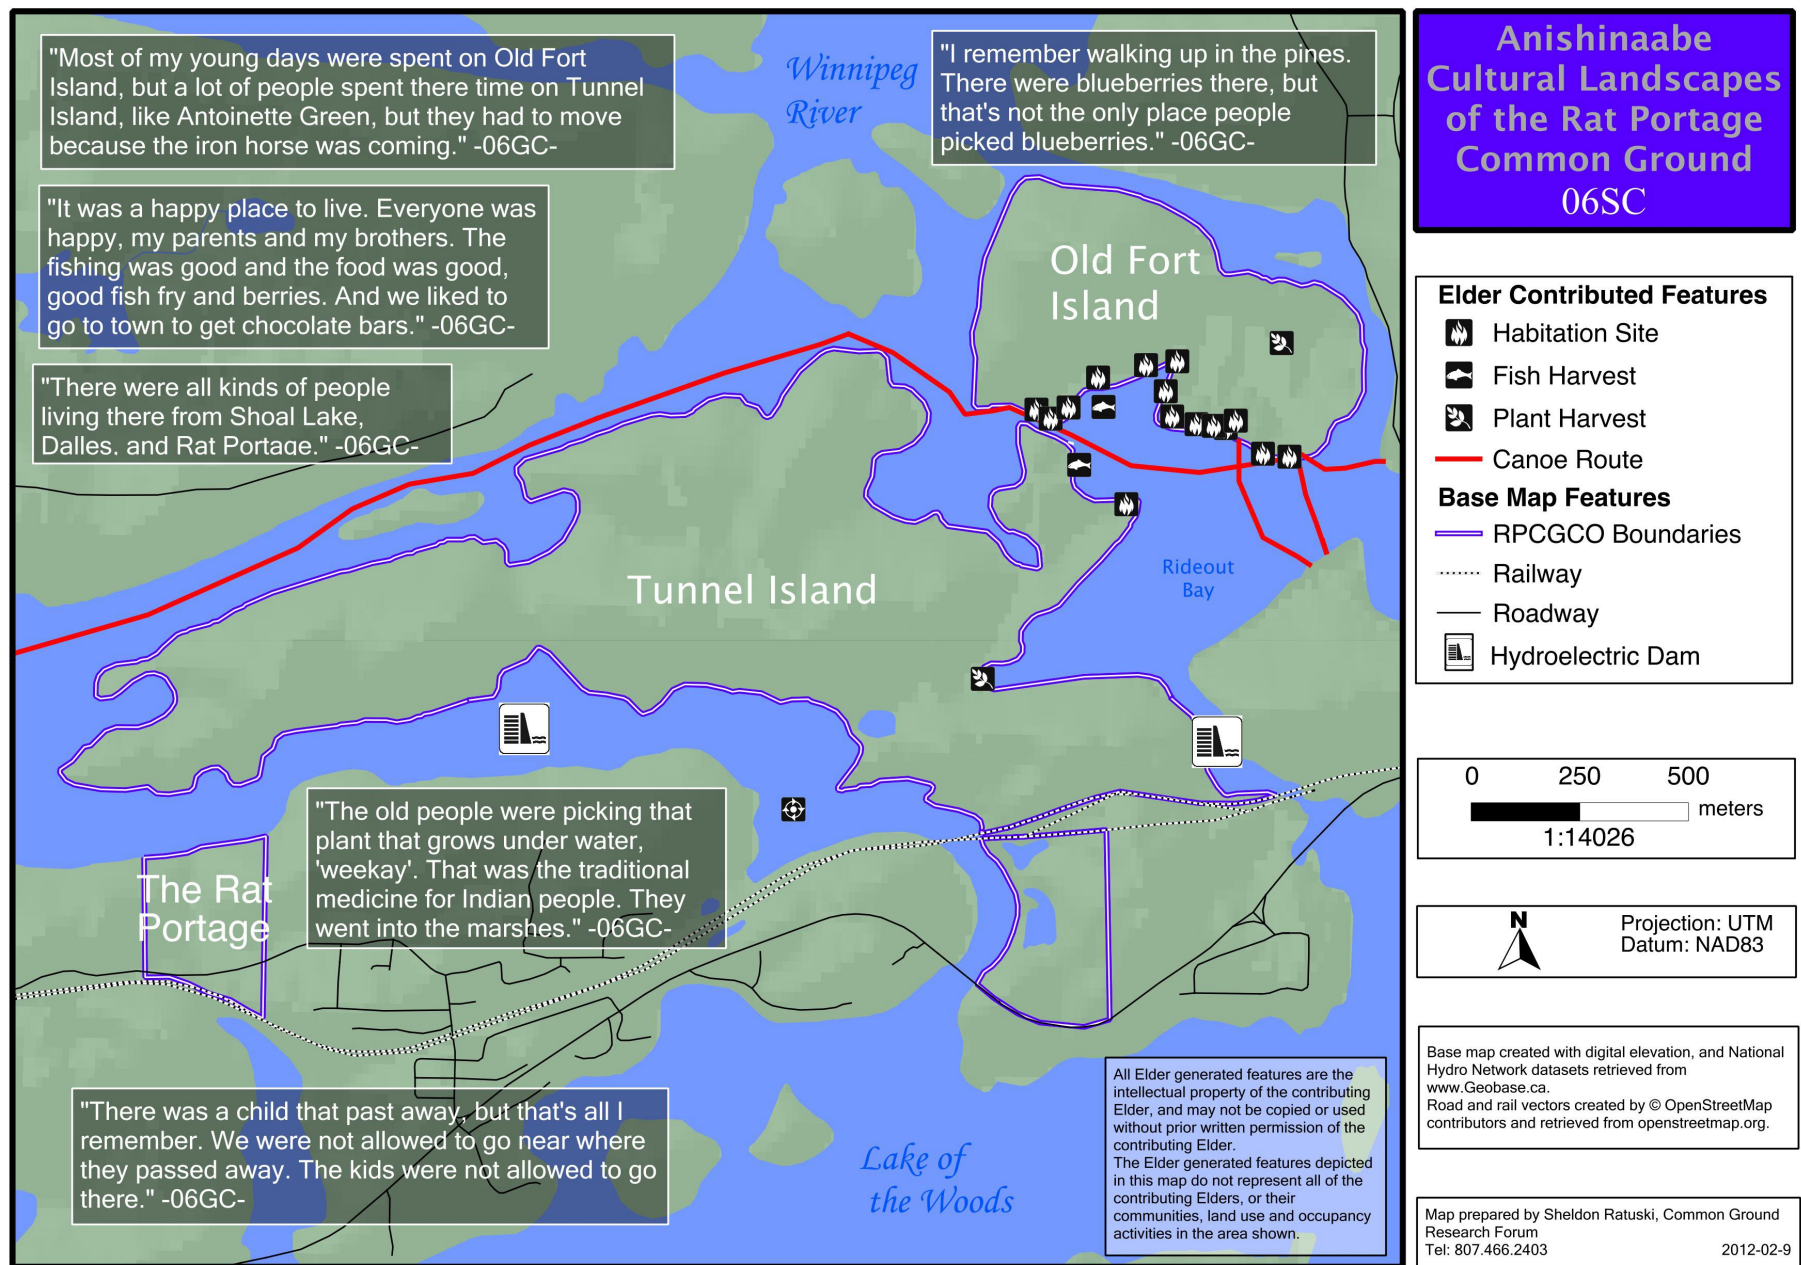 "Most of my young days were spent on Old Fort
Island, but a lot of people spent there time on Tunnel
Island, like Antoinette Green, but they had to move
because the iron horse was coming." -06GC-
"It was a happy place to live. Everyone was
happy, my parents and my brothers. The
fishing was good and the food was good,
good fish fry and berries. And we liked to
go to town to get chocolate bars." -06GC-
"There were all kinds of people
living there from Shoal Lake,
Dalles, and Rat Portage." -06GC-
Winnipeg
River
"I remember walking up in the pines.
There were blueberries there, but
that's not the only place people
picked blueberries." -06GC-
Old Fort
Island
Tunnel Island
Rideout
Bay
The Rat
Portage
"The old people were picking that
plant that grows under water,
'weekay'. That was the traditional
medicine for Indian people. They
went into the marshes." -06GC-
"There was a child that past away, but that's all I
remember. We were not allowed to go near where
they passed away. The kids were not allowed to go
there." -06GC-
Lake of
the Woods
All Elder generated features are the
intellectual property of the contributing
Elder, and may not be copied or used
without prior written permission of the
contributing Elder.
The Elder generated features depicted
in this map do not represent all of the
contributing Elders, or their
communities, land use and occupancy
activities in the area shown.
Anishinaabe
Cultural Landscapes
of the Rat Portage
Common Ground
06SC
Elder Contributed Features
Habitation Site
Fish Harvest
Plant Harvest
Canoe Route
Base Map Features
RPCGCO Boundaries
Railway
Roadway
Hydroelectric Dam
0 250 500
meters
1:14026
N
Projection: UTM
Datum: NAD83
Base map created with digital elevation, and National
Hydro Network datasets retrieved from
www.Geobase.ca.
Road and rail vectors created by © OpenStreetMap
contributors and retrieved from openstreetmap.org.
Map prepared by Sheldon Ratuski, Common Ground
Research Forum
Tel: 807.466.2403 2012-02-9